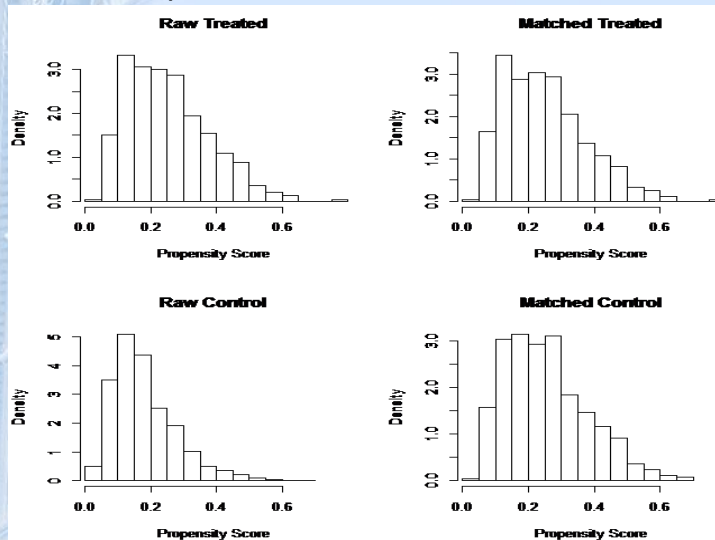 Raw Treated
Density
0.0 1.0 2.0 3.0
0.0 0.2 0.4 0.6
Propensity Score
Matched Treated
Density
0.0 1.0 2.0 3.0
0.0 0.2 0.4 0.6
Propensity Score
Raw Control
Density
0 1 2 3 4 5
0.0 0.2 0.4 0.6
Propensity Score
Matched Control
Density
0.0 1.0 2.0 3.0
0.0 0.2 0.4 0.6
Propensity Score